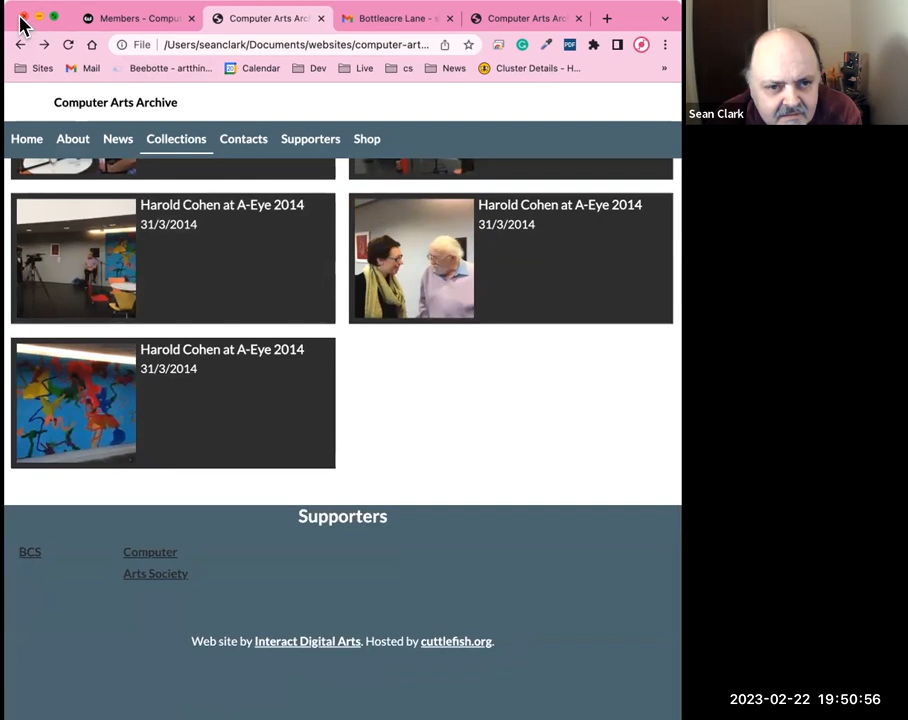 Members - Compu
Computer Arts Arc
Bottleacre Lane - s
Computer Arts Arc
File
/Users/seanclark/Documents/websites/computer-art...
Sites
Mail
Beebotte - artthin...
Calendar
Dev
Live
cs
News
Cluster Details - H...
»
Computer Arts Archive
Home About News Collections Contacts Supporters Shop
Harold Cohen at A-Eye 2014
31/3/2014
Harold Cohen at A-Eye 2014
31/3/2014
Harold Cohen at A-Eye 2014
31/3/2014
Supporters
BCS
Computer
Arts Society
Web site by Interact Digital Arts. Hosted by cuttlefish.org.
Sean Clark
2023-02-22 19:50:56